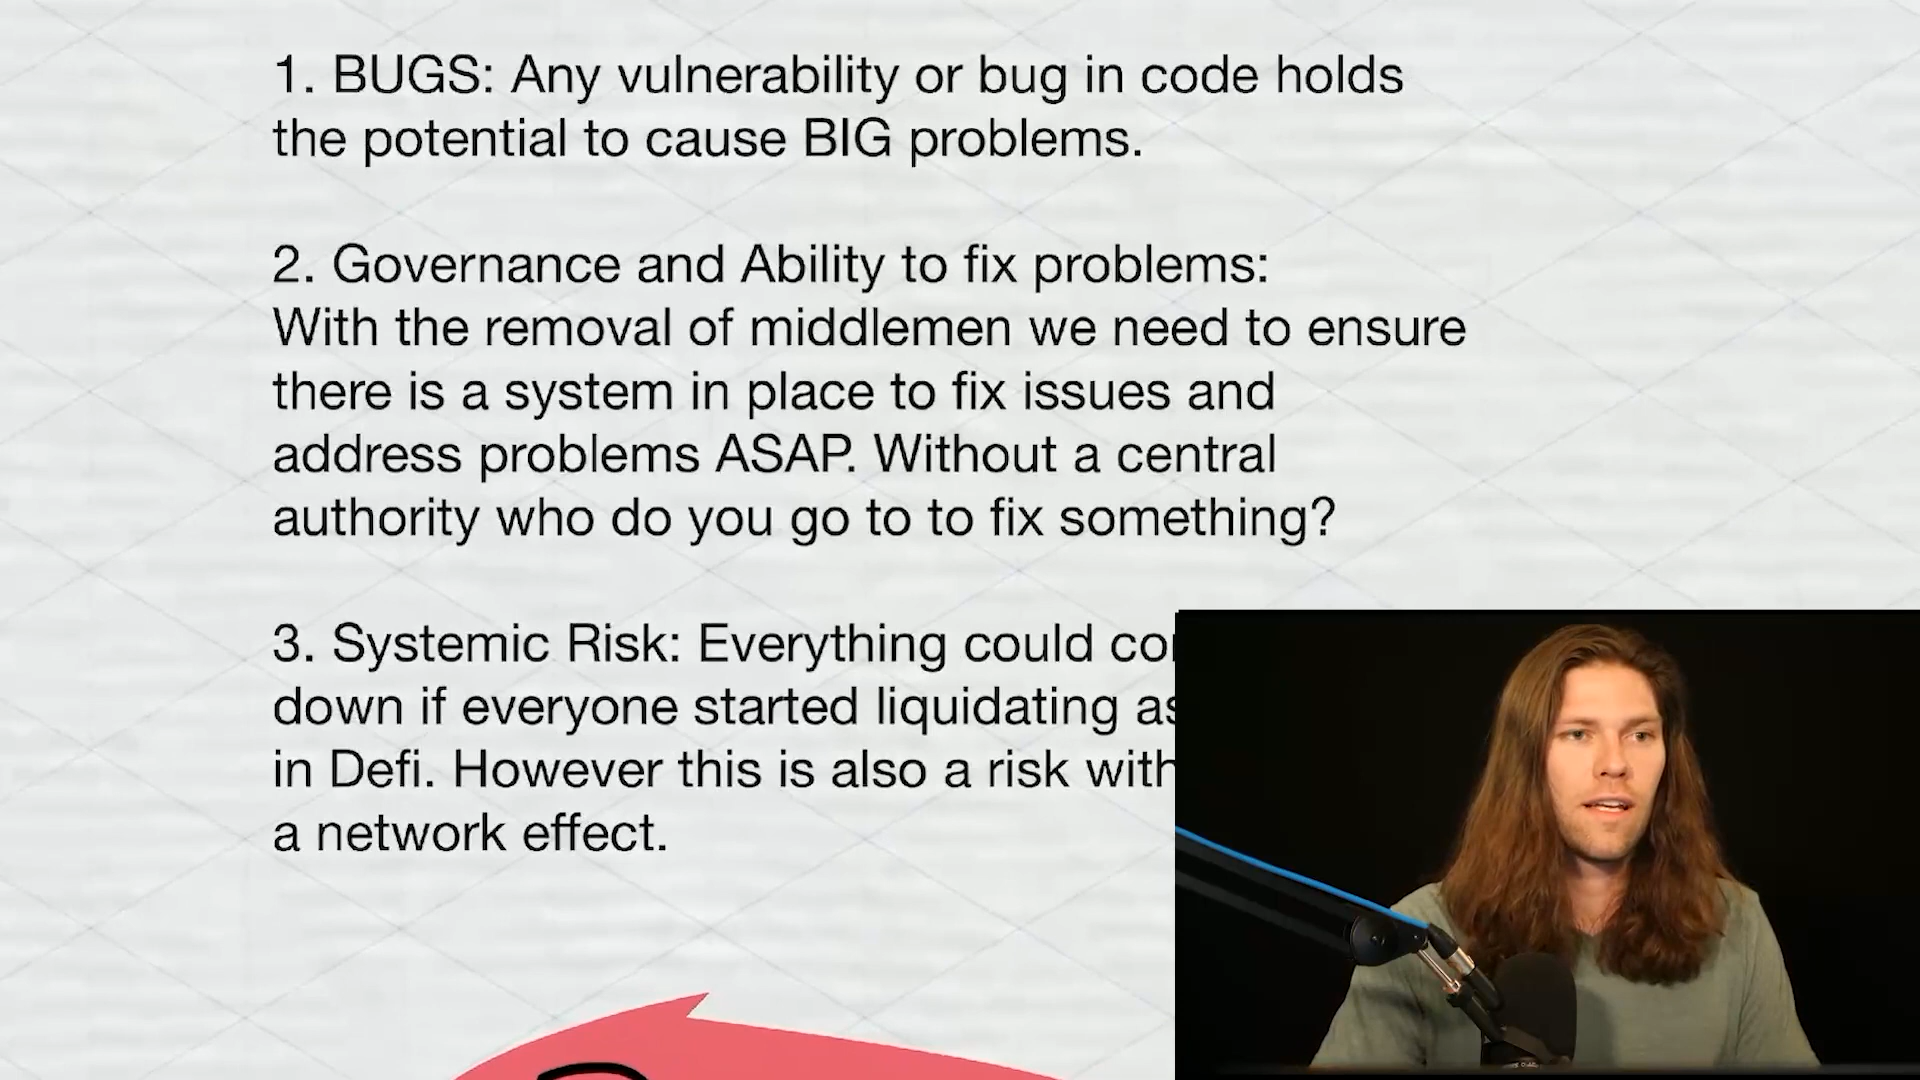 1. BUGS: Any vulnerability or bug in code holds
the potential to cause BIG problems.
2. Governance and Ability to fix problems:
With the removal of middlemen we need to ensure
there is a system in place to fix issues and
address problems ASAP. Without a central
authority who do you go to to fix something?
3. Systemic Risk: Everything could
down if everyone started liquidating
in Defi. However this is also a risk with
a network effect.